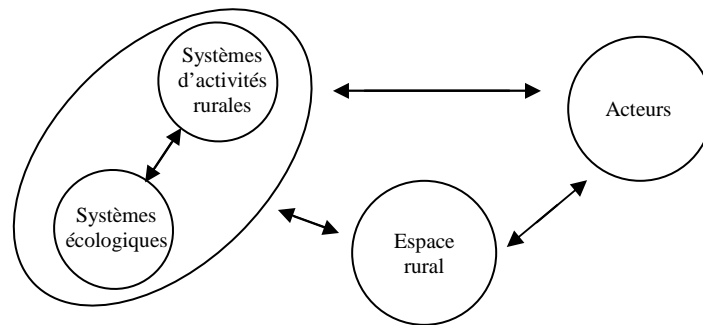 Systèmes
d’activités
rurales
Acteurs
Systèmes
écologiques
Espace
rural